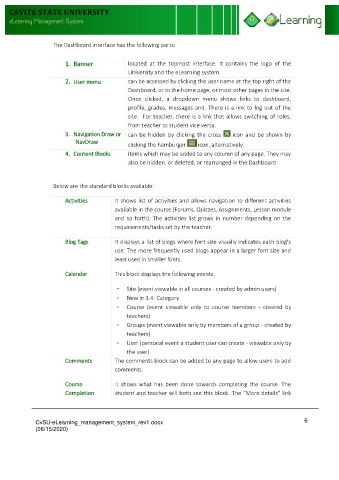 CAVITE STATE UNIVERSITY
eLearning Management System
eLearning
The Dashboard interface has the following parts:
1. Banner located at the topmost interface. It contains the logo of the
University and the eLearning system.
2. User menu can be accessed by clicking the user name at the top right of the
Dashboard, or in the home page, or most other pages in the site.
Once clicked, a dropdown menu shows links to dashboard,
profile, grades, messages and. There is a link to log out of the
site. For teacher, there is a link that allows switching of roles,
from teacher to student vice versa.
3. Navigation Draw or can be hidden by clicking the cross icon and be shown by
NavDraw clicking the hamburger icon, alternatively.
4. Content Blocks items which may be added to any column of any page. They may
also be hidden, or deleted, or rearranged in the Dashboard.
Below are the standard blocks available:
Activities It shows list of activities and allows navigation to different activities
available in the course (Forums, Quizzes, Assignments, Lesson module
and so forth). The activities list grows in number depending on the
requirements/tasks set by the teacher.
Blog Tags It displays a list of blogs where font size visually indicates each blog's
use. The more frequently used blogs appear in a larger font size and
least used in smaller fonts.
Calendar This block displays the following events:
- Site (event viewable in all courses - created by admin users)
- New in 3.4: Category
- Course (event viewable only to course members - created by
teachers)
- Groups (event viewable only by members of a group - created by
teachers)
- User (personal event a student user can create - viewable only by
the user)
Comments The comments block can be added to any page to allow users to add
comments.
Course It shows what has been done towards completing the course. The
Completion student and teacher will both see this block. The "More details" link
CvSU-eLearning_management_system_rev1.docx 6
(06/15/2020)